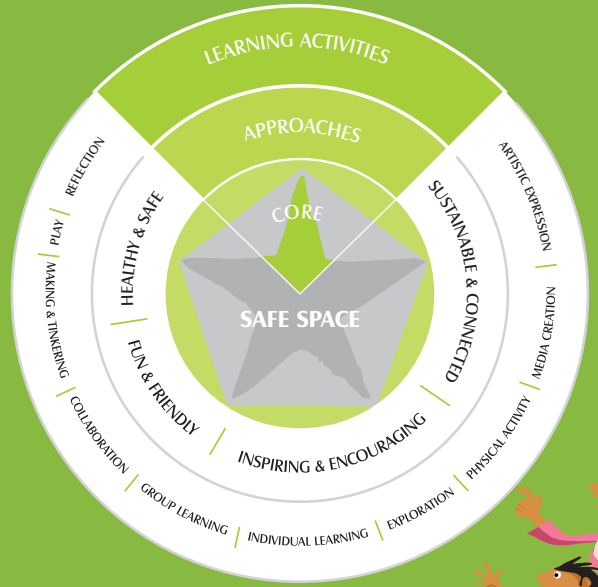 LEARNING ACTIVITIES
APPROACHES
CORE
SAFE SPACE
HEALTHY & SAFE
FUN & FRIENDLY
INSPIRING & ENCOURAGING
SUSTAINABLE & CONNECTED
REFLECTION
PLAY
MAKING & TINKERING
COLLABORATION
GROUP LEARNING
INDIVIDUAL LEARNING
EXPLORATION
PHYSICAL ACTIVITY
MEDIA CREATION
ARTISTIC EXPRESSION